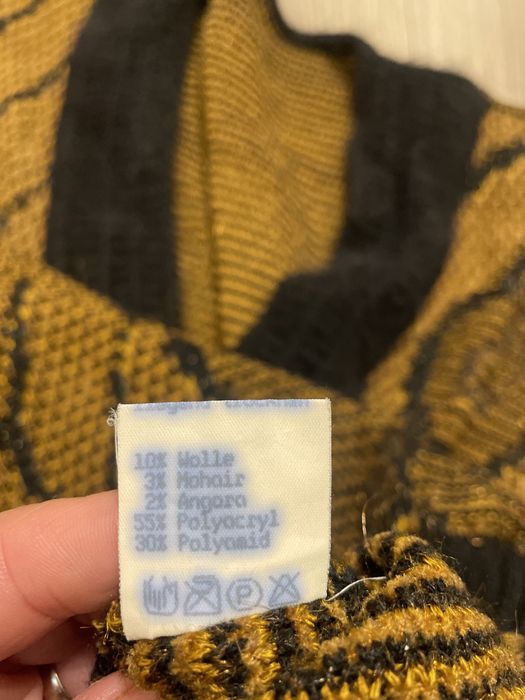 10% Wolle
3% Mohair
2% Angora
55% Polyacryl
30% Polyamid
P